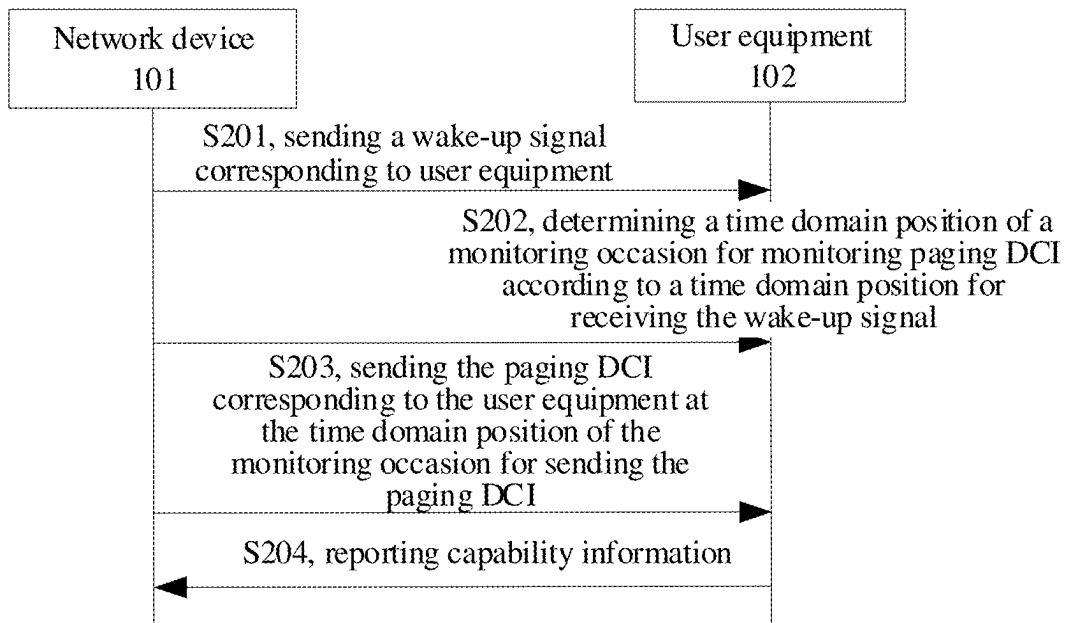 Network device
101
User equipment
102
S201, sending a wake-up signal
corresponding to user equipment
S202, determining a time domain position of a
monitoring occasion for monitoring paging DCI
according to a time domain position for
receiving the wake-up signal
S203, sending the paging DCI
corresponding to the user equipment at
the time domain position of the
monitoring occasion for sending the
paging DCI
S204, reporting capability information